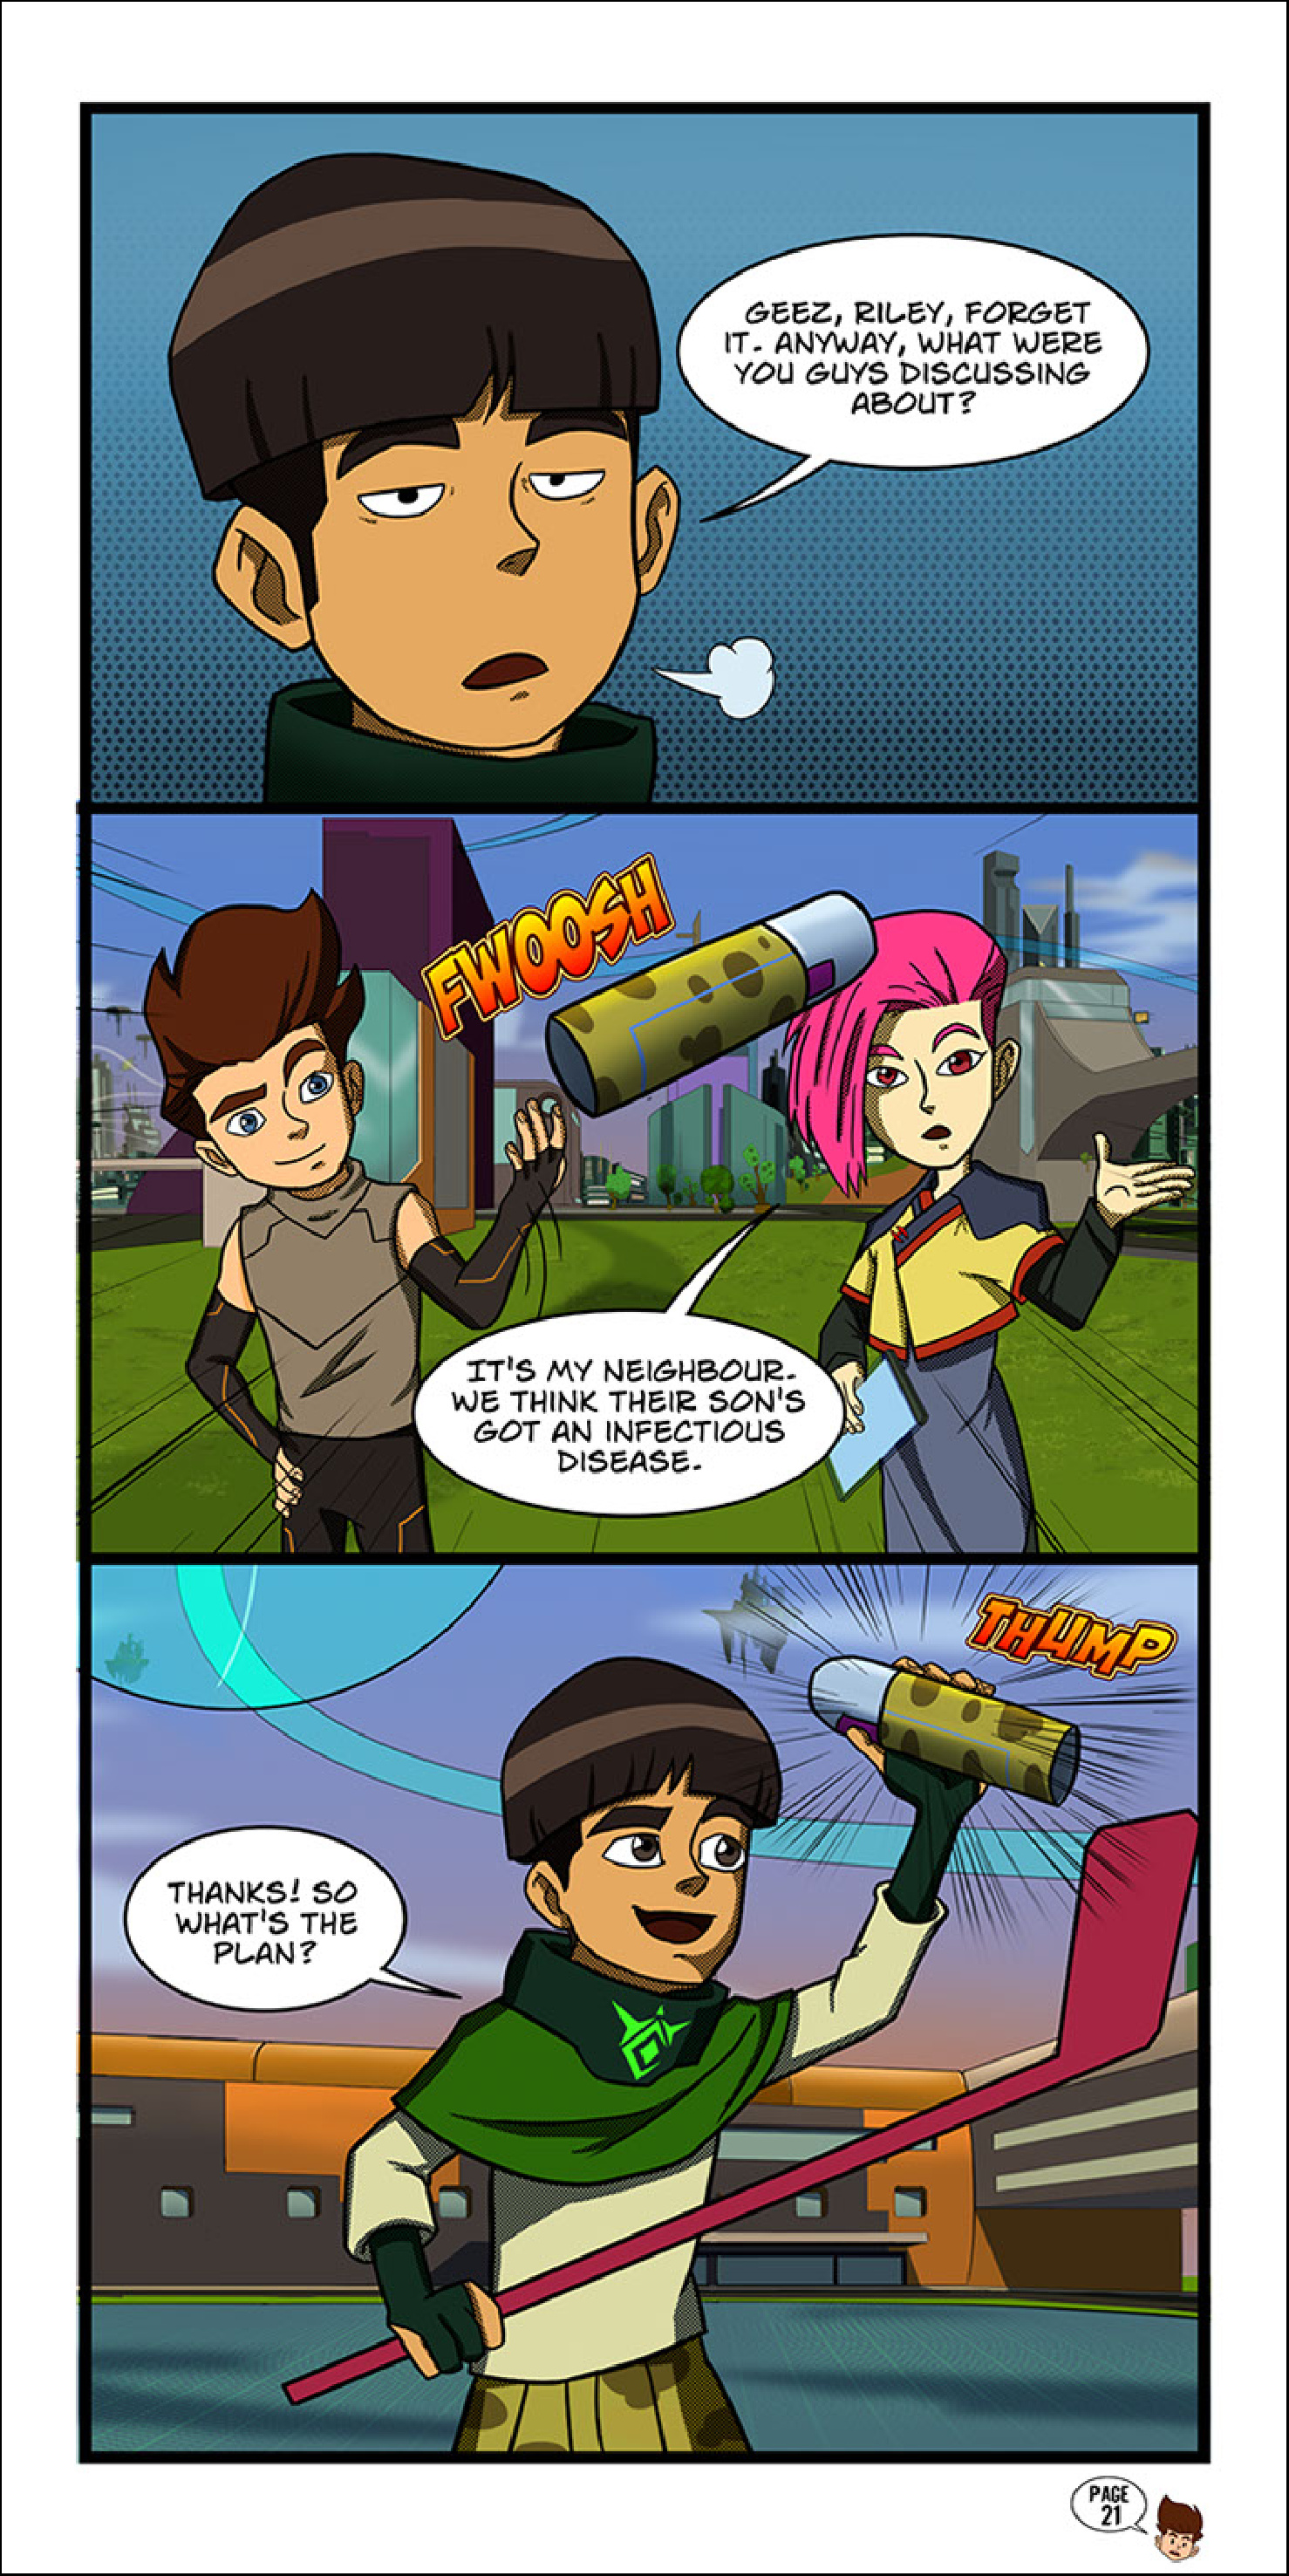 GEEZ, RILEY, FORGET
IT. ANYWAY, WHAT WERE
YOU GUYS DISCUSSING
ABOUT?
FWOOSH
IT'S MY NEIGHBOUR.
WE THINK THEIR SON'S
GOT AN INFECTIOUS
DISEASE.
THUMP
THANKS! SO
WHAT'S THE
PLAN?
PAGE
21